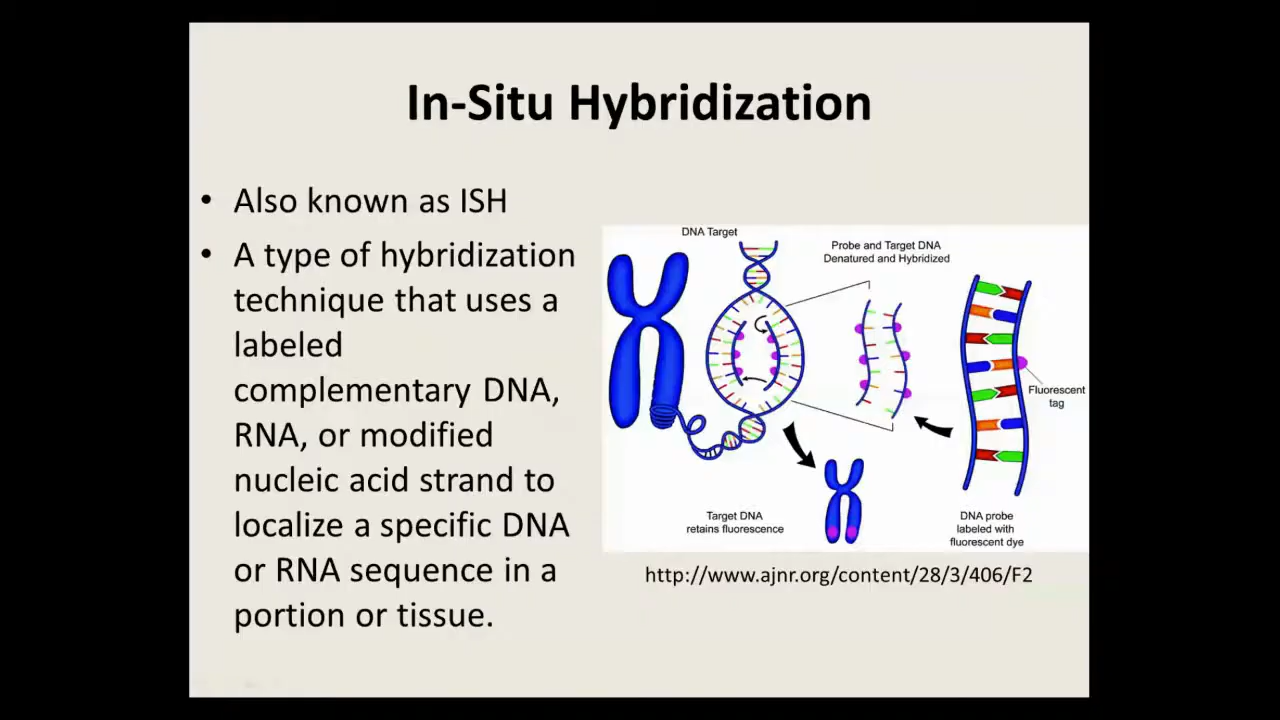 In-Situ Hybridization
• Also known as ISH
• A type of hybridization
technique that uses a
labeled
complementary DNA,
RNA, or modified
nucleic acid strand to
localize a specific DNA
or RNA sequence in a
portion or tissue.
DNA Target
Probe and Target DNA
Denatured and Hybridized
Fluorescent
tag
Target DNA
retains fluorescence
DNA probe
labeled with
fluorescent dye
http://www.ajnr.org/content/28/3/406/F2